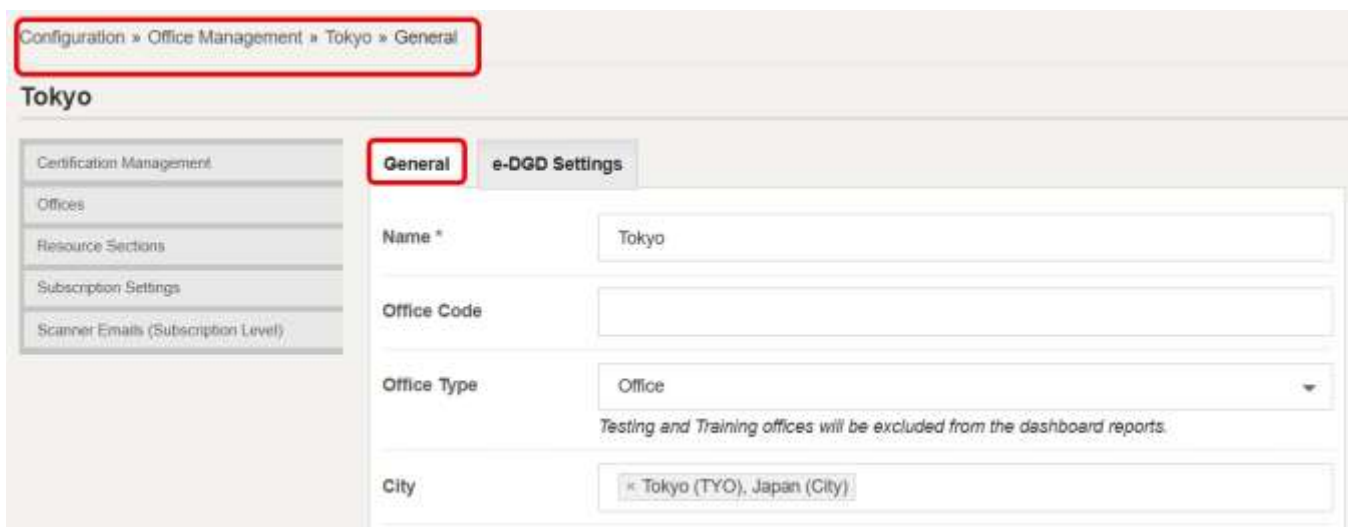 Configuration » Office Management » Tokyo » General
Tokyo
Certification Management
Offices
Resource Sections
Subscription Settings
Scanner Emails (Subscription Level)
General e-DGD Settings
Name * Tokyo
Office Code
Office Type Office
Testing and Training offices will be excluded from the dashboard reports.
City × Tokyo (TYO), Japan (City)